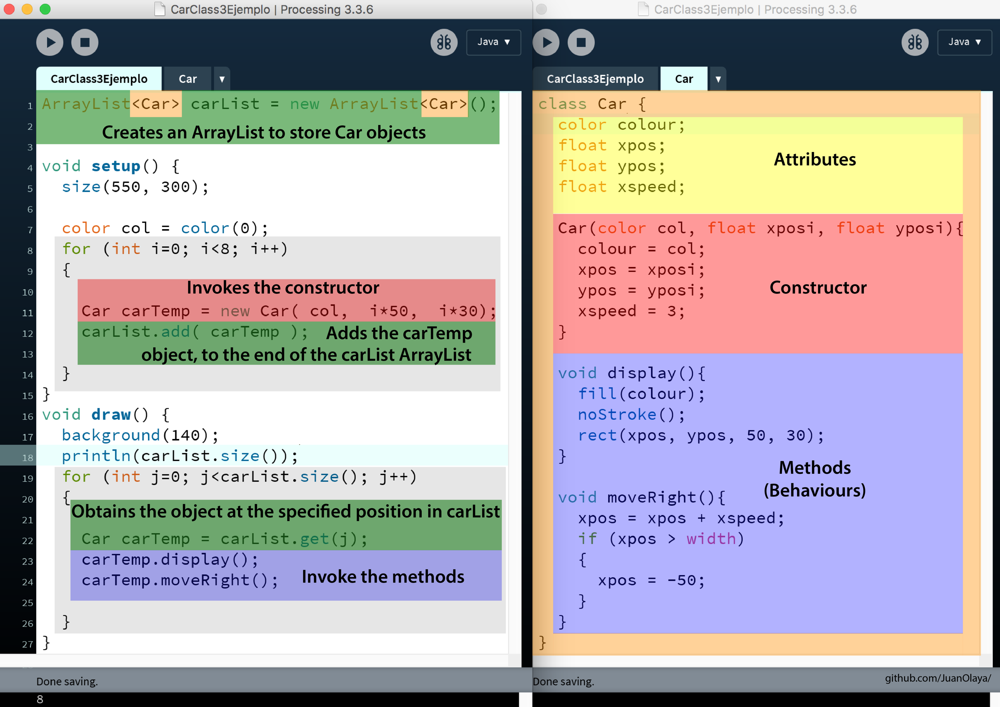 CarClass3Ejemplo | Processing 3.3.6
Java ▼
CarClass3Ejemplo Car ▼
1 ArrayList<Car> carList = new ArrayList<Car>();
2 Creates an ArrayList to store Car objects
3
4 void setup() {
5 size(550, 300);
6
7 color col = color(0);
8 for (int i=0; i<8; i++)
9 {
10 Invokes the constructor
11 Car carTemp = new Car( col, i*50, i*30);
12 carList.add( carTemp ); Adds the carTemp
13 object, to the end of the carList ArrayList
14 }
15 }
16 void draw() {
17 background(140);
18 println(carList.size());
19 for (int j=0; j<carList.size(); j++)
20 {
21 Obtains the object at the specified position in carList
22 Car carTemp = carList.get(j);
23 carTemp.display();
24 carTemp.moveRight(); Invoke the methods
25
26 }
27 }
Done saving.
8
CarClass3Ejemplo | Processing 3.3.6
Java ▼
CarClass3Ejemplo Car ▼
class Car {
color colour;
float xpos;
Attributes
float ypos;
float xspeed;
Car(color col, float xposi, float yposi){
colour = col;
xpos = xposi;
ypos = yposi;
Constructor
xspeed = 3;
}
void display(){
fill(colour);
noStroke();
rect(xpos, ypos, 50, 30);
}
Methods
(Behaviours)
void moveRight(){
xpos = xpos + xspeed;
if (xpos > width)
{
xpos = -50;
}
}
}
Done saving.
github.com/JuanOlaya/